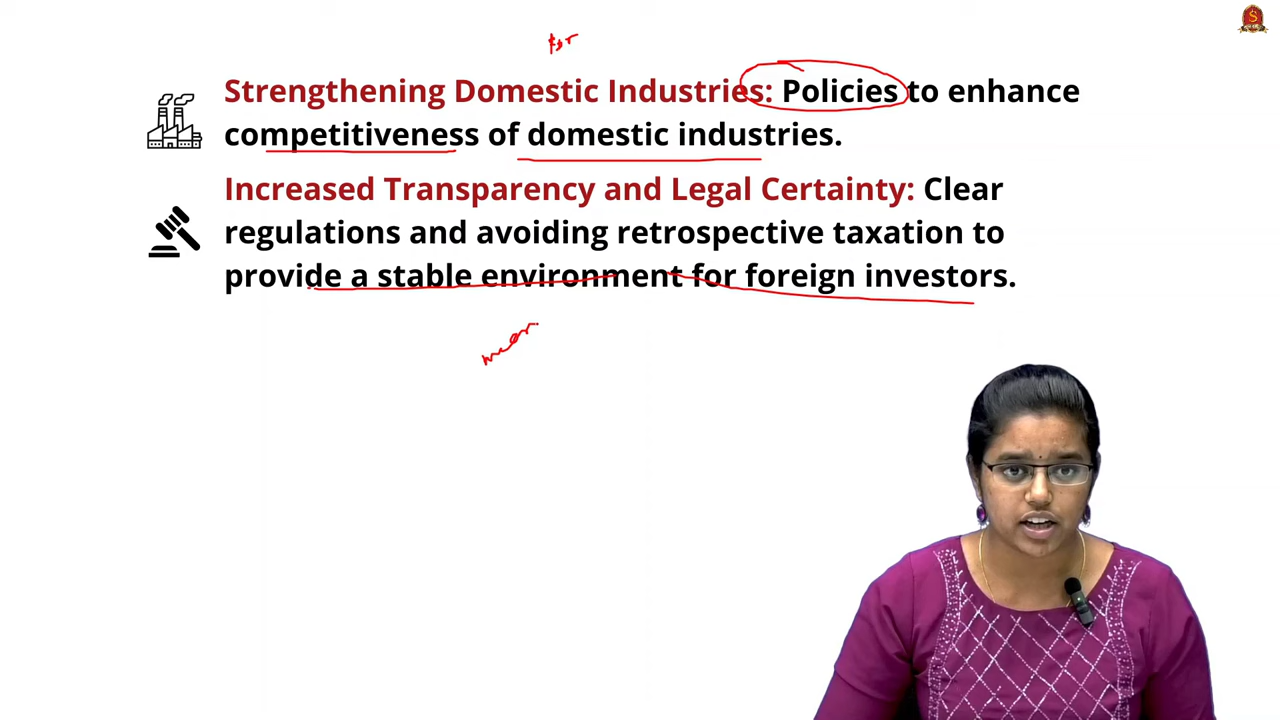 for
Strengthening Domestic Industries: Policies to enhance
competitiveness of domestic industries.
Increased Transparency and Legal Certainty: Clear
regulations and avoiding retrospective taxation to
provide a stable environment for foreign investors.